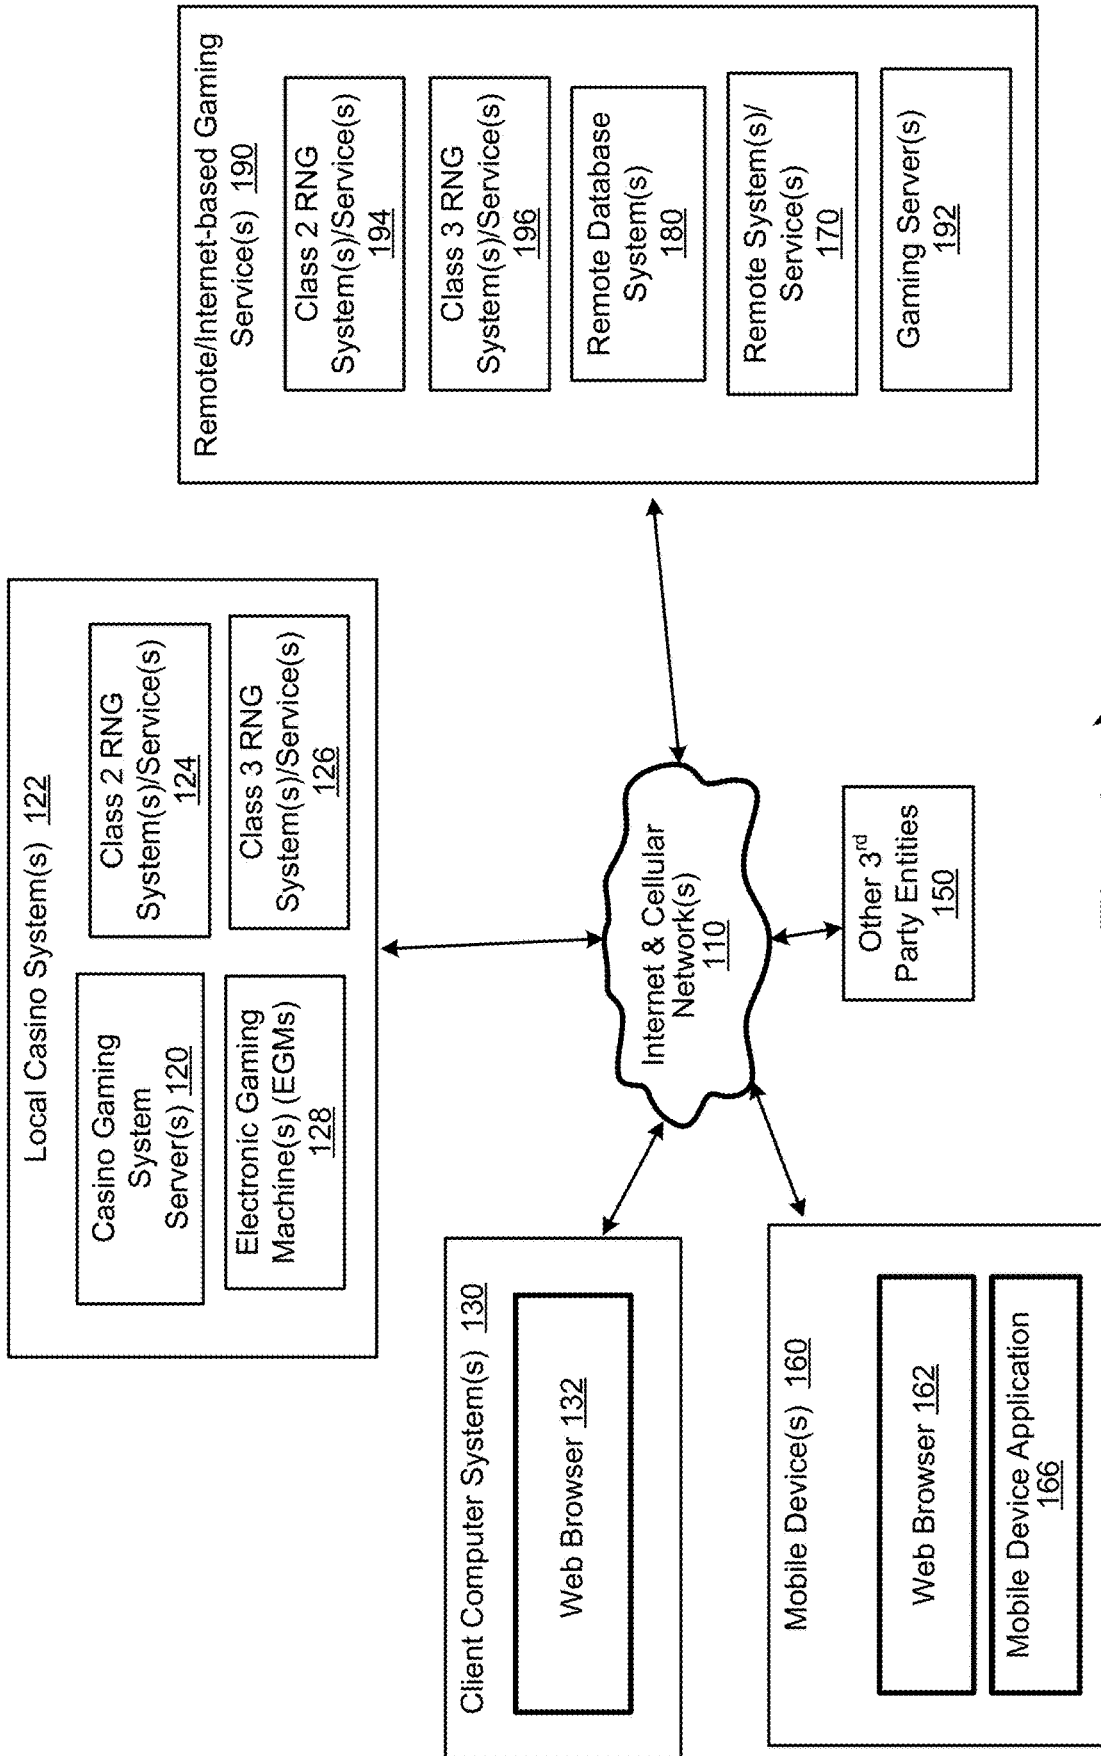 Local Casino System(s) 122
Casino Gaming
System
Server(s) 120
Class 2 RNG
System(s)/Service(s)
124
Electronic Gaming
Machine(s) (EGMs)
128
Class 3 RNG
System(s)/Service(s)
126
Remote/Internet-based Gaming
Service(s) 190
Class 2 RNG
System(s)/Service(s)
194
Class 3 RNG
System(s)/Service(s)
196
Remote Database
System(s)
180
Remote System(s)/
Service(s)
170
Gaming Server(s)
192
Client Computer System(s) 130
Web Browser 132
Internet & Cellular
Network(s)
110
Mobile Device(s) 160
Web Browser 162
Mobile Device Application
166
Other 3rd
Party Entities
150